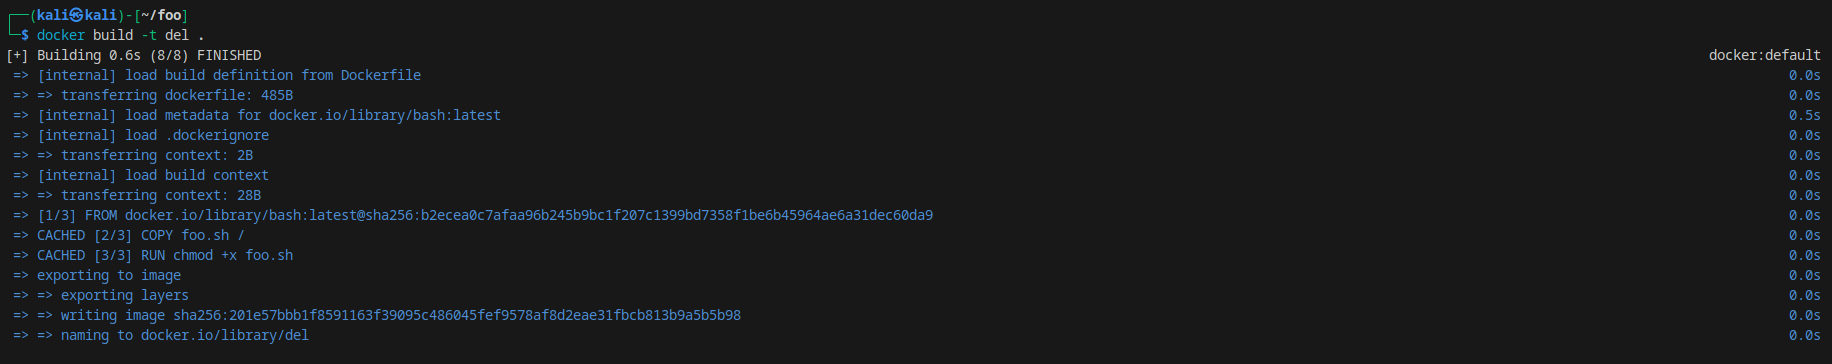 ┌──(kali㉿kali)-[~/foo]
└─$ docker build -t del .
[+] Building 0.6s (8/8) FINISHED docker:default
=> [internal] load build definition from Dockerfile 0.0s
=> => transferring dockerfile: 485B 0.0s
=> [internal] load metadata for docker.io/library/bash:latest 0.5s
=> [internal] load .dockerignore 0.0s
=> => transferring context: 2B 0.0s
=> [internal] load build context 0.0s
=> => transferring context: 28B 0.0s
=> [1/3] FROM docker.io/library/bash:latest@sha256:b2ecea0c7afaa96b245b9bc1f207c1399bd7358f1be6b45964ae6a31dec60da9 0.0s
=> CACHED [2/3] COPY foo.sh / 0.0s
=> CACHED [3/3] RUN chmod +x foo.sh 0.0s
=> exporting to image 0.0s
=> => exporting layers 0.0s
=> => writing image sha256:201e57bbb1f8591163f39095c486045fef9578af8d2eae31fbcb813b9a5b5b98 0.0s
=> => naming to docker.io/library/del 0.0s